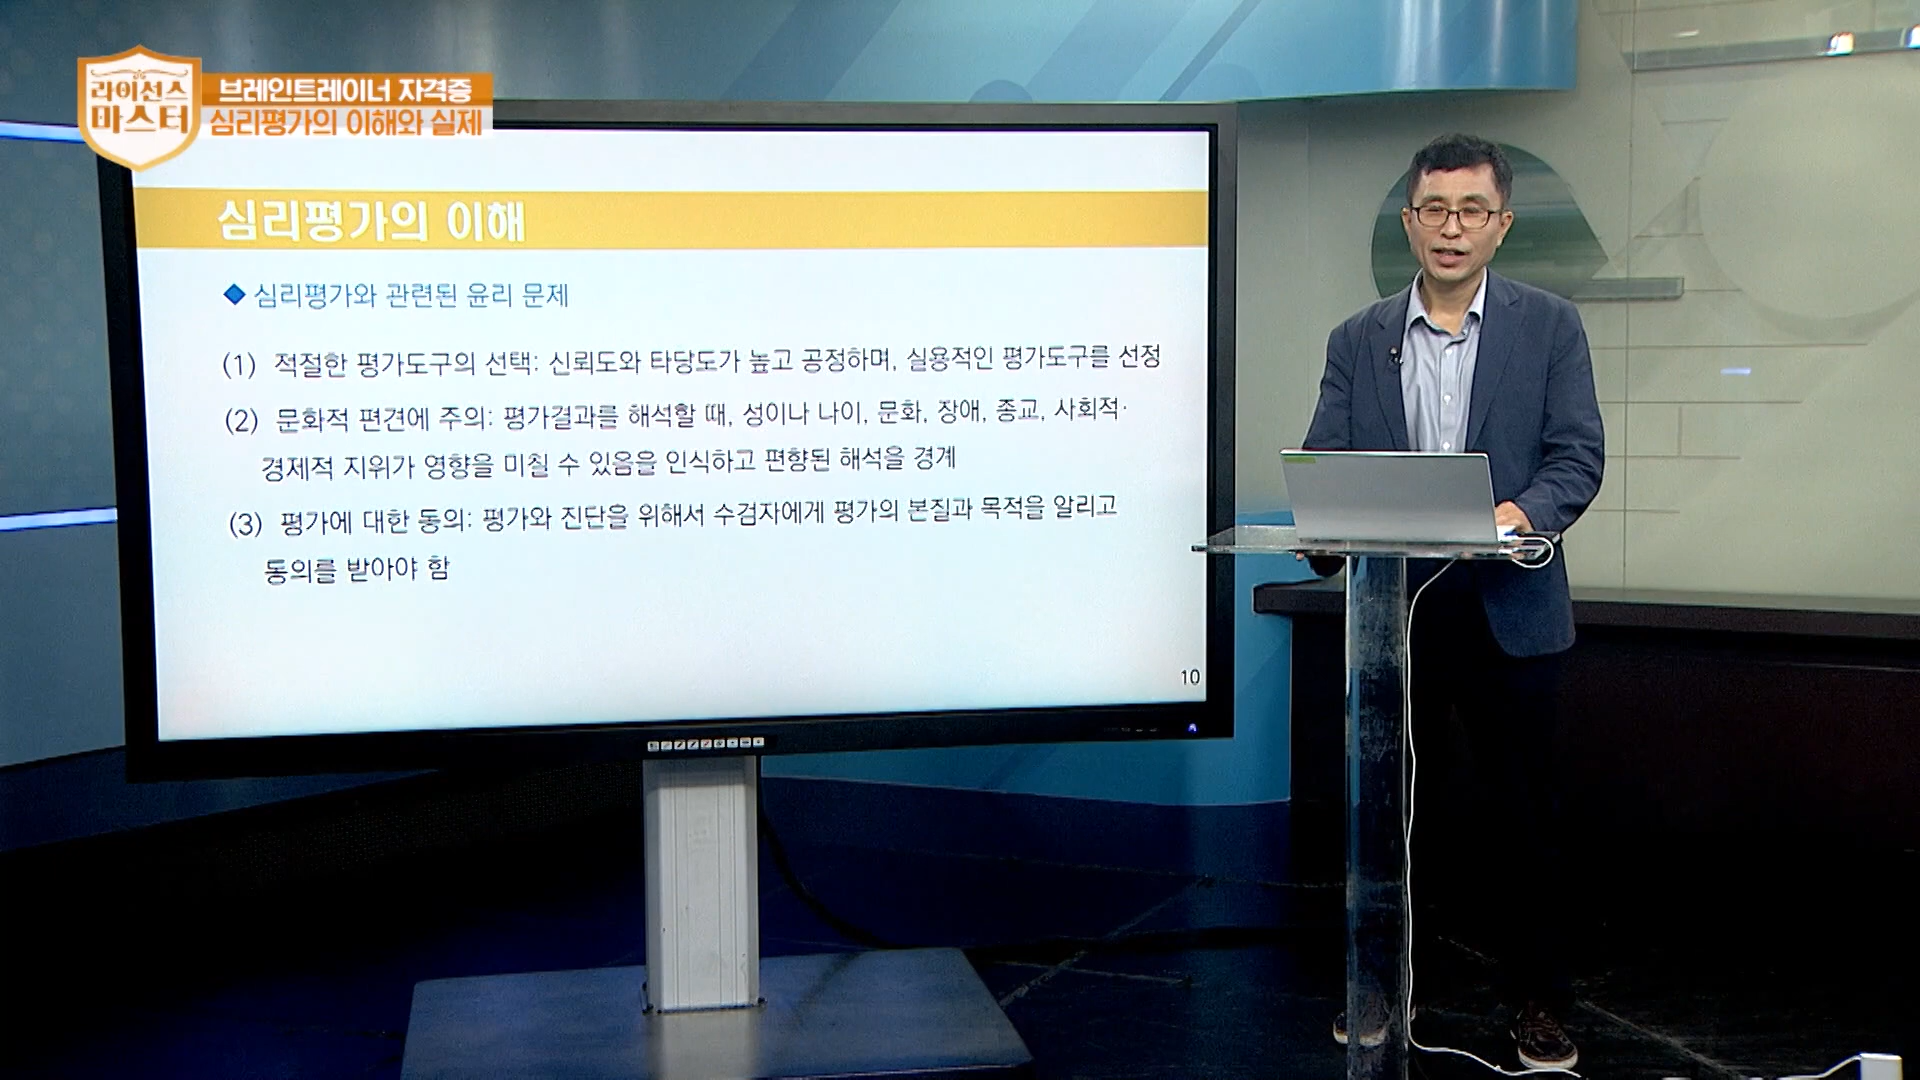 라이선스
마스터
브레인트레이너 자격증
심리평가의 이해와 실제
심리평가의 이해
◆ 심리평가와 관련된 윤리 문제
(1) 적절한 평가도구의 선택: 신뢰도와 타당도가 높고 공정하며, 실용적인 평가도구를 선정
(2) 문화적 편견에 주의: 평가결과를 해석할 때, 성이나 나이, 문화, 장애, 종교, 사회적·
경제적 지위가 영향을 미칠 수 있음을 인식하고 편향된 해석을 경계
(3) 평가에 대한 동의: 평가와 진단을 위해서 수검자에게 평가의 본질과 목적을 알리고
동의를 받아야 함
10